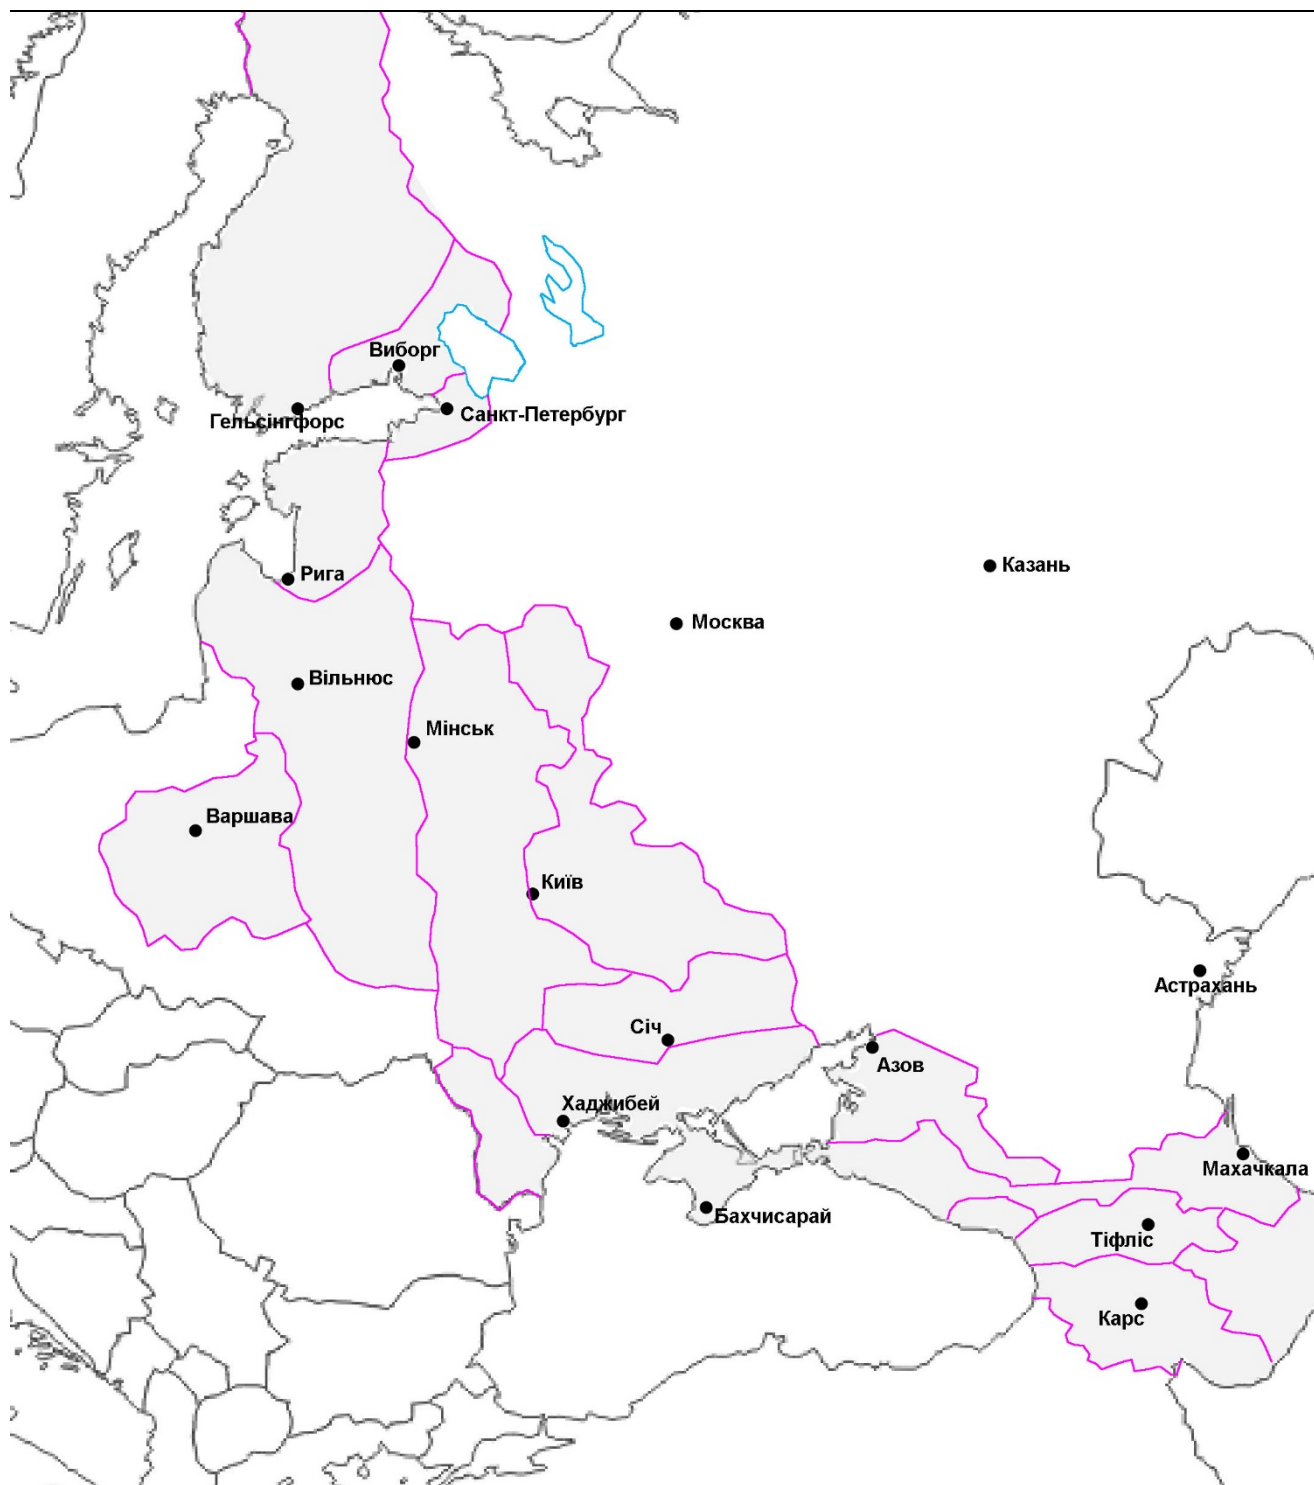 Виборг
Гельсінгфорс
Санкт-Петербург
Рига
Казань
Москва
Вільнюс
Мінськ
Варшава
Київ
Астрахань
Січ
Азов
Хаджибей
Махачкала
Бахчисарай
Тіфліс
Карс